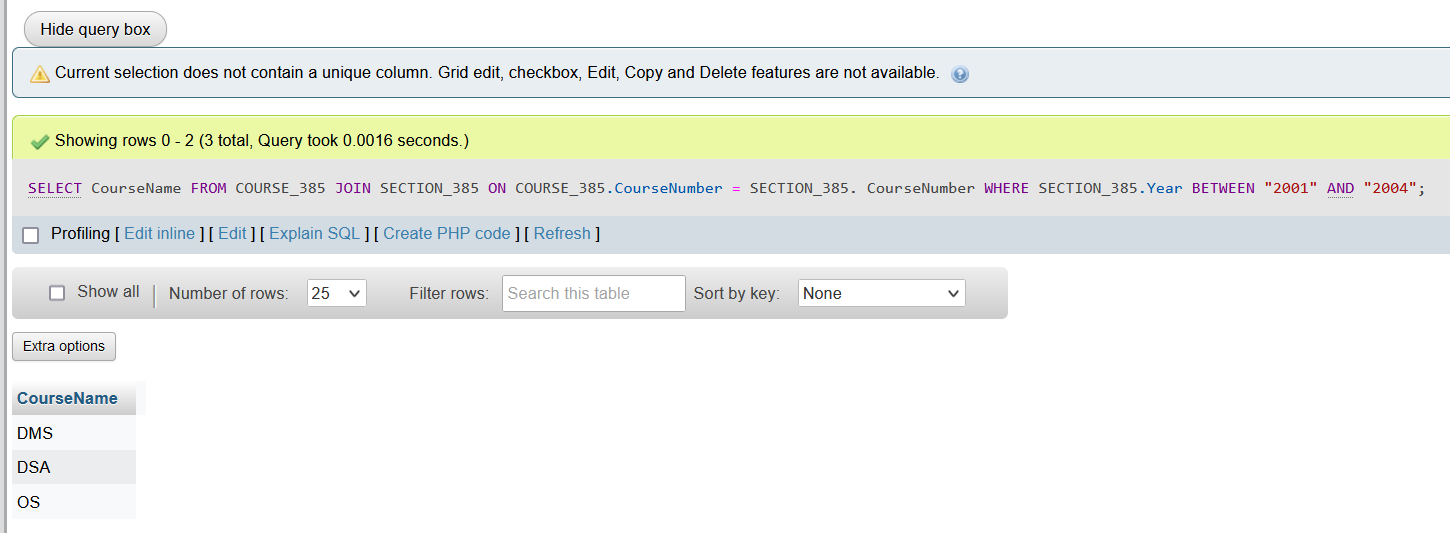 Hide query box
Current selection does not contain a unique column. Grid edit, checkbox, Edit, Copy and Delete features are not available.
Showing rows 0 - 2 (3 total, Query took 0.0016 seconds.)
SELECT CourseName FROM COURSE_385 JOIN SECTION_385 ON COURSE_385.CourseNumber = SECTION_385. CourseNumber WHERE SECTION_385.Year BETWEEN "2001" AND "2004";
Profiling [ Edit inline ] [ Edit ] [ Explain SQL ] [ Create PHP code ] [ Refresh ]
Show all | Number of rows: 25 Filter rows: Search this table Sort by key: None
Extra options
CourseName
DMS
DSA
OS